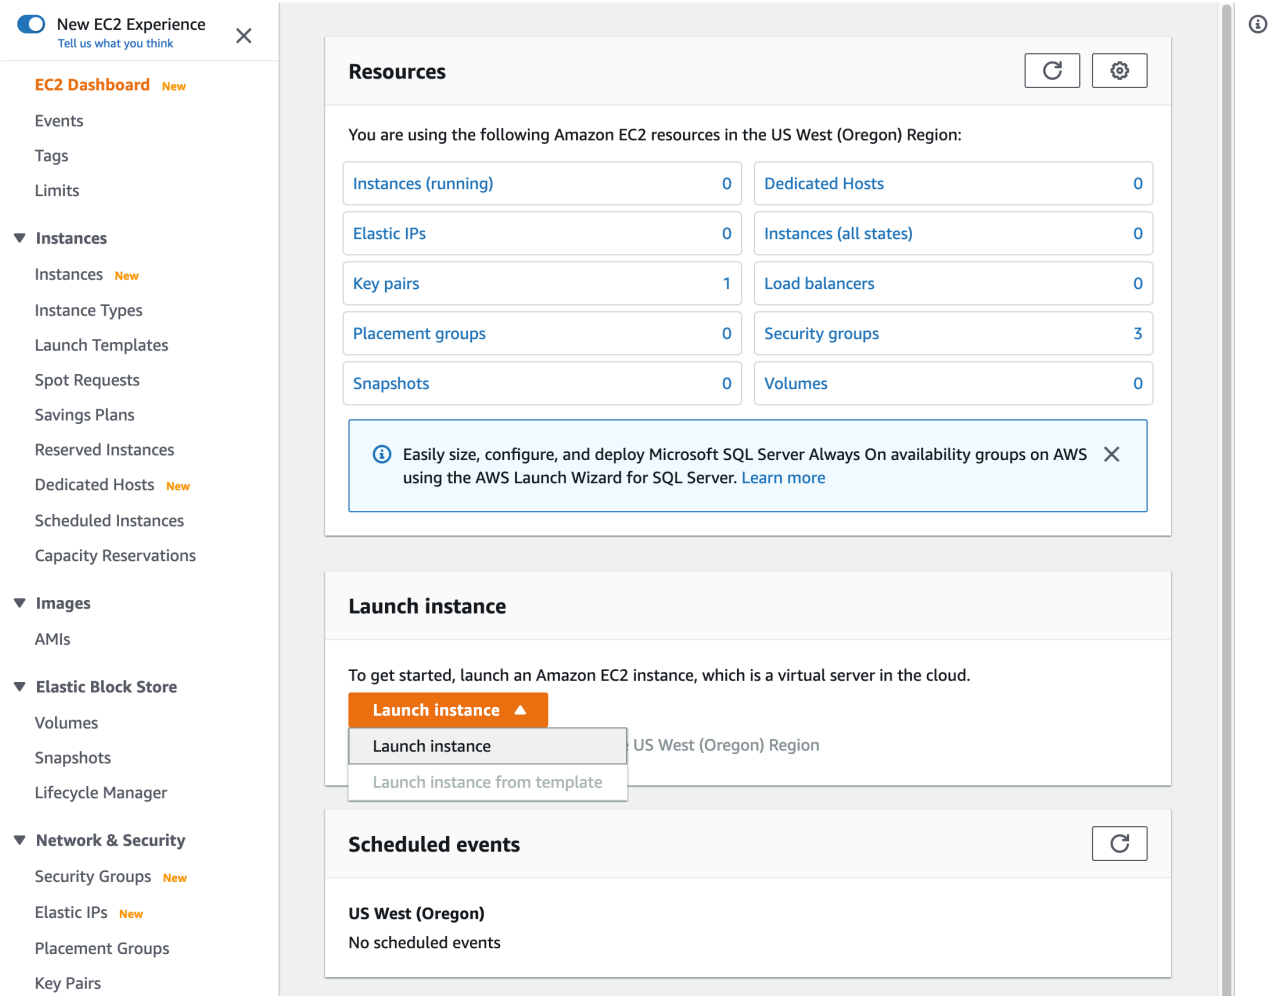 New EC2 Experience
Tell us what you think
EC2 Dashboard New
Events
Tags
Limits
Instances
Instances New
Instance Types
Launch Templates
Spot Requests
Savings Plans
Reserved Instances
Dedicated Hosts New
Scheduled Instances
Capacity Reservations
Images
AMIs
Elastic Block Store
Volumes
Snapshots
Lifecycle Manager
Network & Security
Security Groups New
Elastic IPs New
Placement Groups
Key Pairs
Resources
You are using the following Amazon EC2 resources in the US West (Oregon) Region:
Instances (running) 0
Dedicated Hosts 0
Elastic IPs 0
Instances (all states) 0
Key pairs 1
Load balancers 0
Placement groups 0
Security groups 3
Snapshots 0
Volumes 0
Easily size, configure, and deploy Microsoft SQL Server Always On availability groups on AWS
using the AWS Launch Wizard for SQL Server. Learn more
Launch instance
To get started, launch an Amazon EC2 instance, which is a virtual server in the cloud.
Launch instance
Launch instance
US West (Oregon) Region
Launch instance from template
Scheduled events
US West (Oregon)
No scheduled events